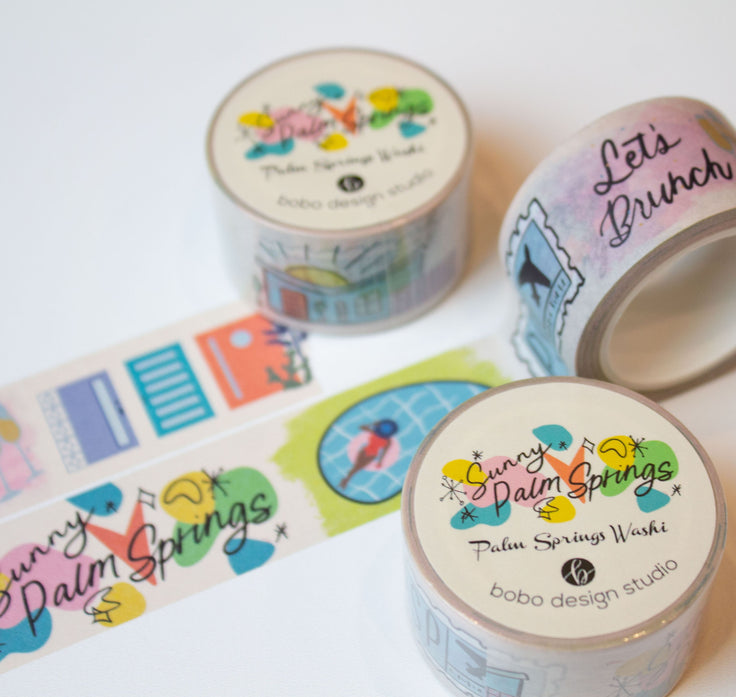 Sunny
Palm Springs
Palm Springs Washi
bobo design studio
Let's
Brunch
Sunny
Palm Springs
Sunny
Palm Springs
Palm Springs Washi
b
bobo design studio